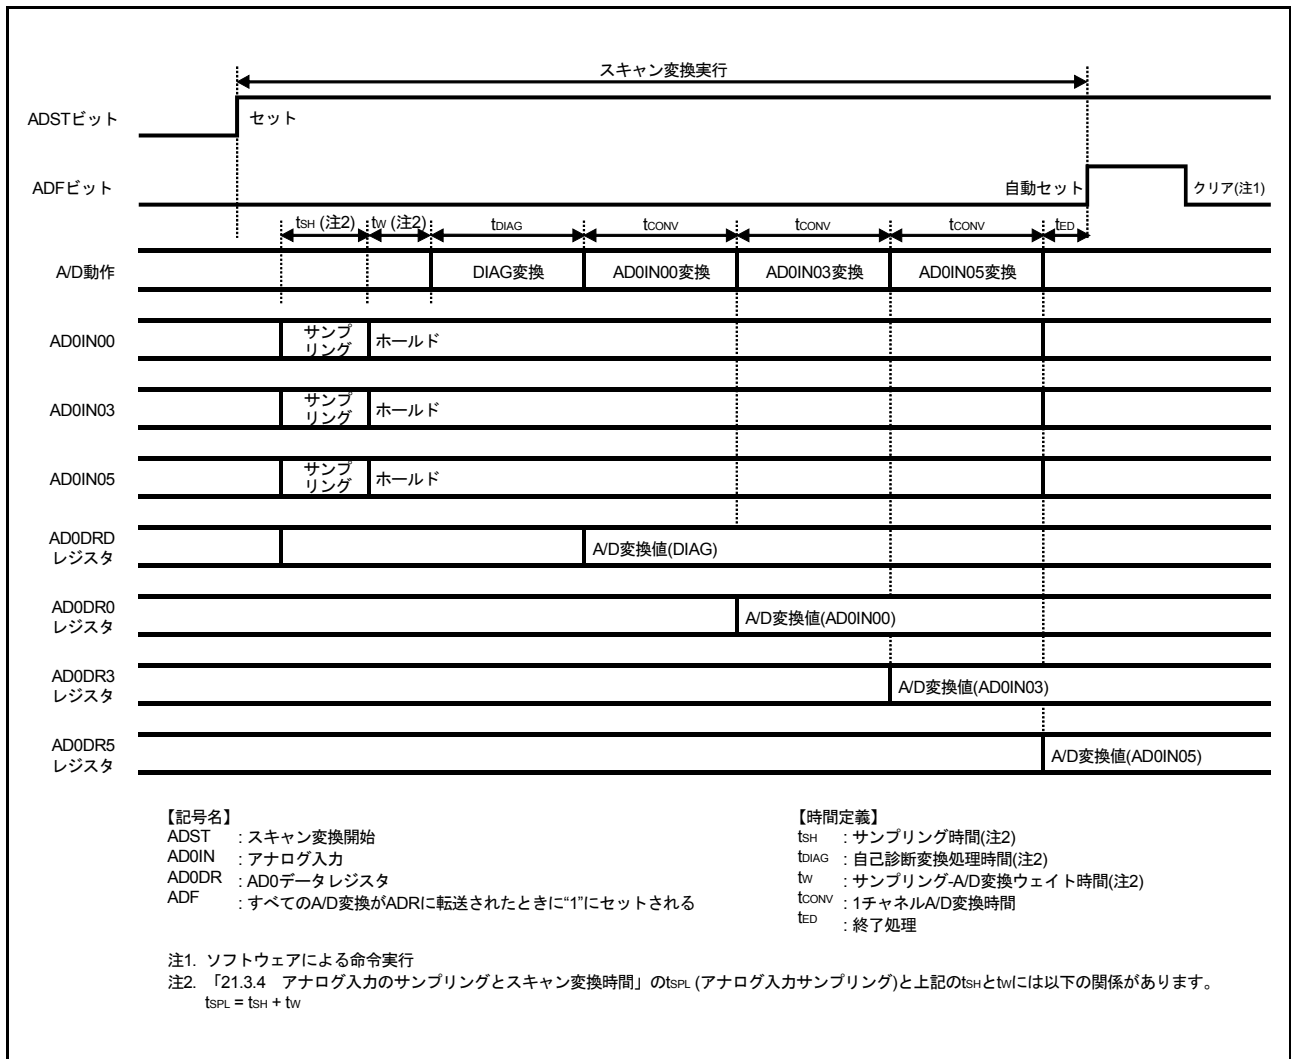 スキャン変換実行
ADSTビット
セット
ADFビット
自動セット
クリア(注1)
tSH (注2)
tW (注2)
tDIAG
tCONV
tCONV
tCONV
tED
A/D動作
DIAG変換
AD0IN00変換
AD0IN03変換
AD0IN05変換
AD0IN00
サンプ
リング
ホールド
AD0IN03
サンプ
リング
ホールド
AD0IN05
サンプ
リング
ホールド
AD0DRD
レジスタ
A/D変換値(DIAG)
AD0DR0
レジスタ
A/D変換値(AD0IN00)
AD0DR3
レジスタ
A/D変換値(AD0IN03)
AD0DR5
レジスタ
A/D変換値(AD0IN05)
【記号名】
ADST : スキャン変換開始
AD0IN : アナログ入力
AD0DR : AD0データレジスタ
ADF : すべてのA/D変換がADRに転送されたときに“1”にセットされる
【時間定義】
tSH : サンプリング時間(注2)
tDIAG : 自己診断変換処理時間(注2)
tW : サンプリング-A/D変換ウェイト時間(注2)
tCONV : 1チャネルA/D変換時間
tED : 終了処理
注1. ソフトウェアによる命令実行
注2. 「21.3.4 アナログ入力のサンプリングとスキャン変換時間」のtSPL (アナログ入力サンプリング)と上記のtSHとtWには以下の関係があります。
tSPL = tSH + tW